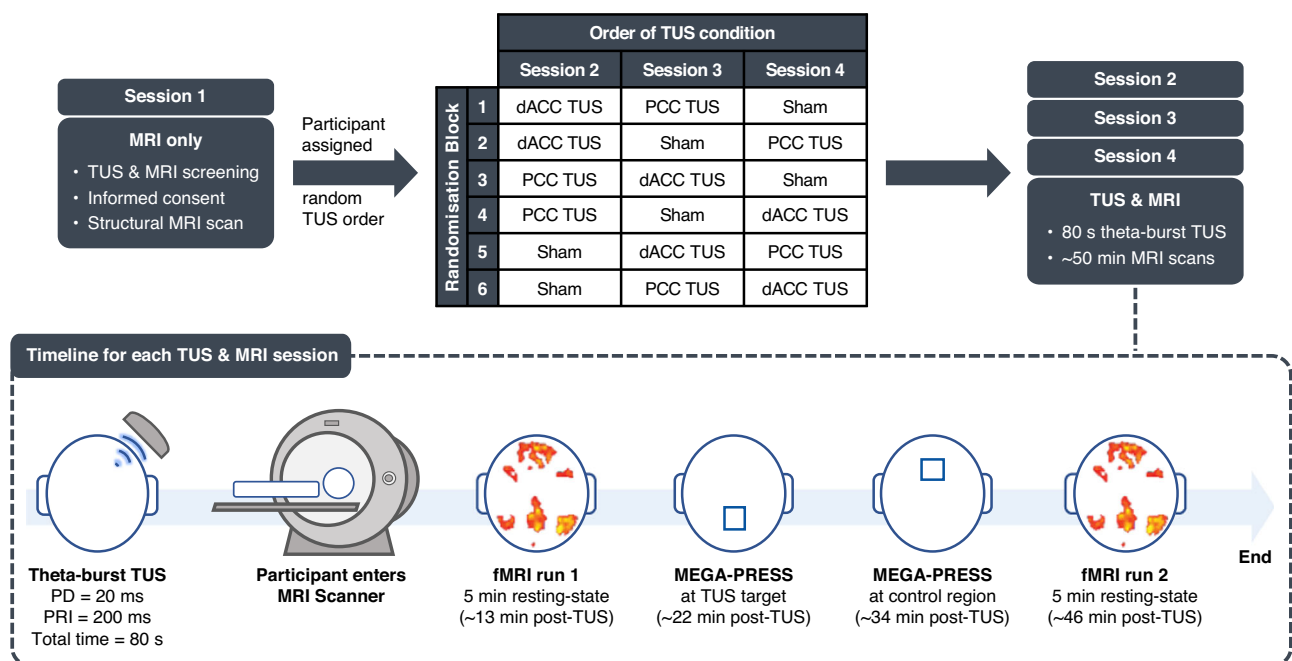 Session 1
MRI only
• TUS & MRI screening
• Informed consent
• Structural MRI scan
Participant
assigned
random
TUS order
Order of TUS condition
Session 2 Session 3 Session 4
Randomisation Block
1 dACC TUS PCC TUS Sham
2 dACC TUS Sham PCC TUS
3 PCC TUS dACC TUS Sham
4 PCC TUS Sham dACC TUS
5 Sham dACC TUS PCC TUS
6 Sham PCC TUS dACC TUS
Session 2
Session 3
Session 4
TUS & MRI
• 80 s theta-burst TUS
• ~50 min MRI scans
Timeline for each TUS & MRI session
Theta-burst TUS
PD = 20 ms
PRI = 200 ms
Total time = 80 s
Participant enters
MRI Scanner
fMRI run 1
5 min resting-state
(~13 min post-TUS)
MEGA-PRESS
at TUS target
(~22 min post-TUS)
MEGA-PRESS
at control region
(~34 min post-TUS)
fMRI run 2
5 min resting-state
(~46 min post-TUS)
End